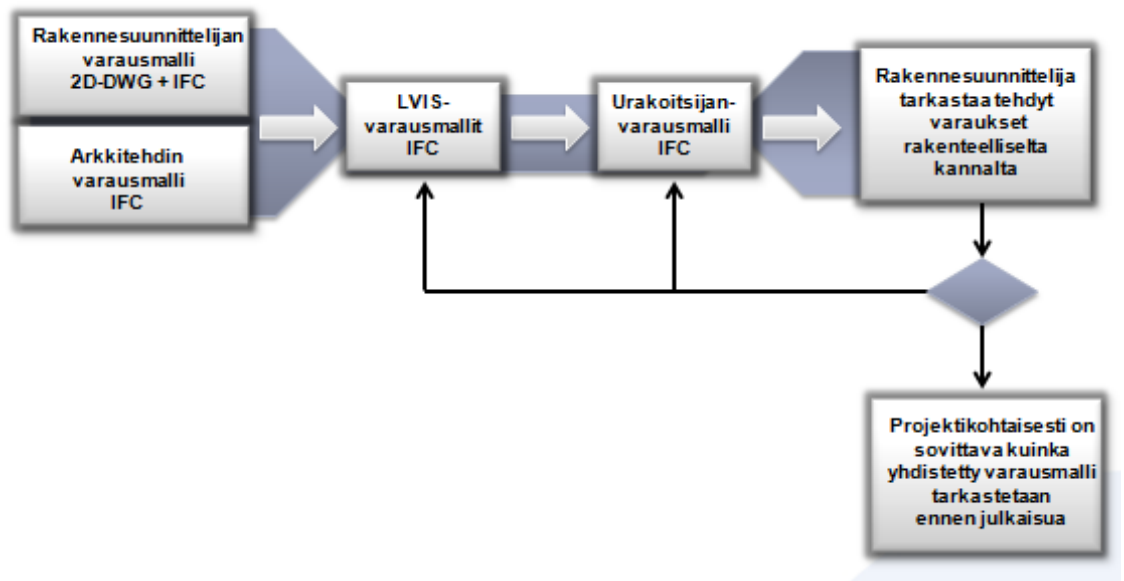 Rakennesuunnittelijan
varausmalli
2D-DWG + IFC
Arkkitehdin
varausmalli
IFC
LVIS-
varausmallit
IFC
Urakoitsijan-
varausmalli
IFC
Rakennesuunnittelija
tarkastaa tehdyt
varaukset
rakenteelliselta
kannalta
Projektikohtaisesti on
sovittava kuinka
yhdistetty varausmalli
tarkastetaan
ennen julkaisua